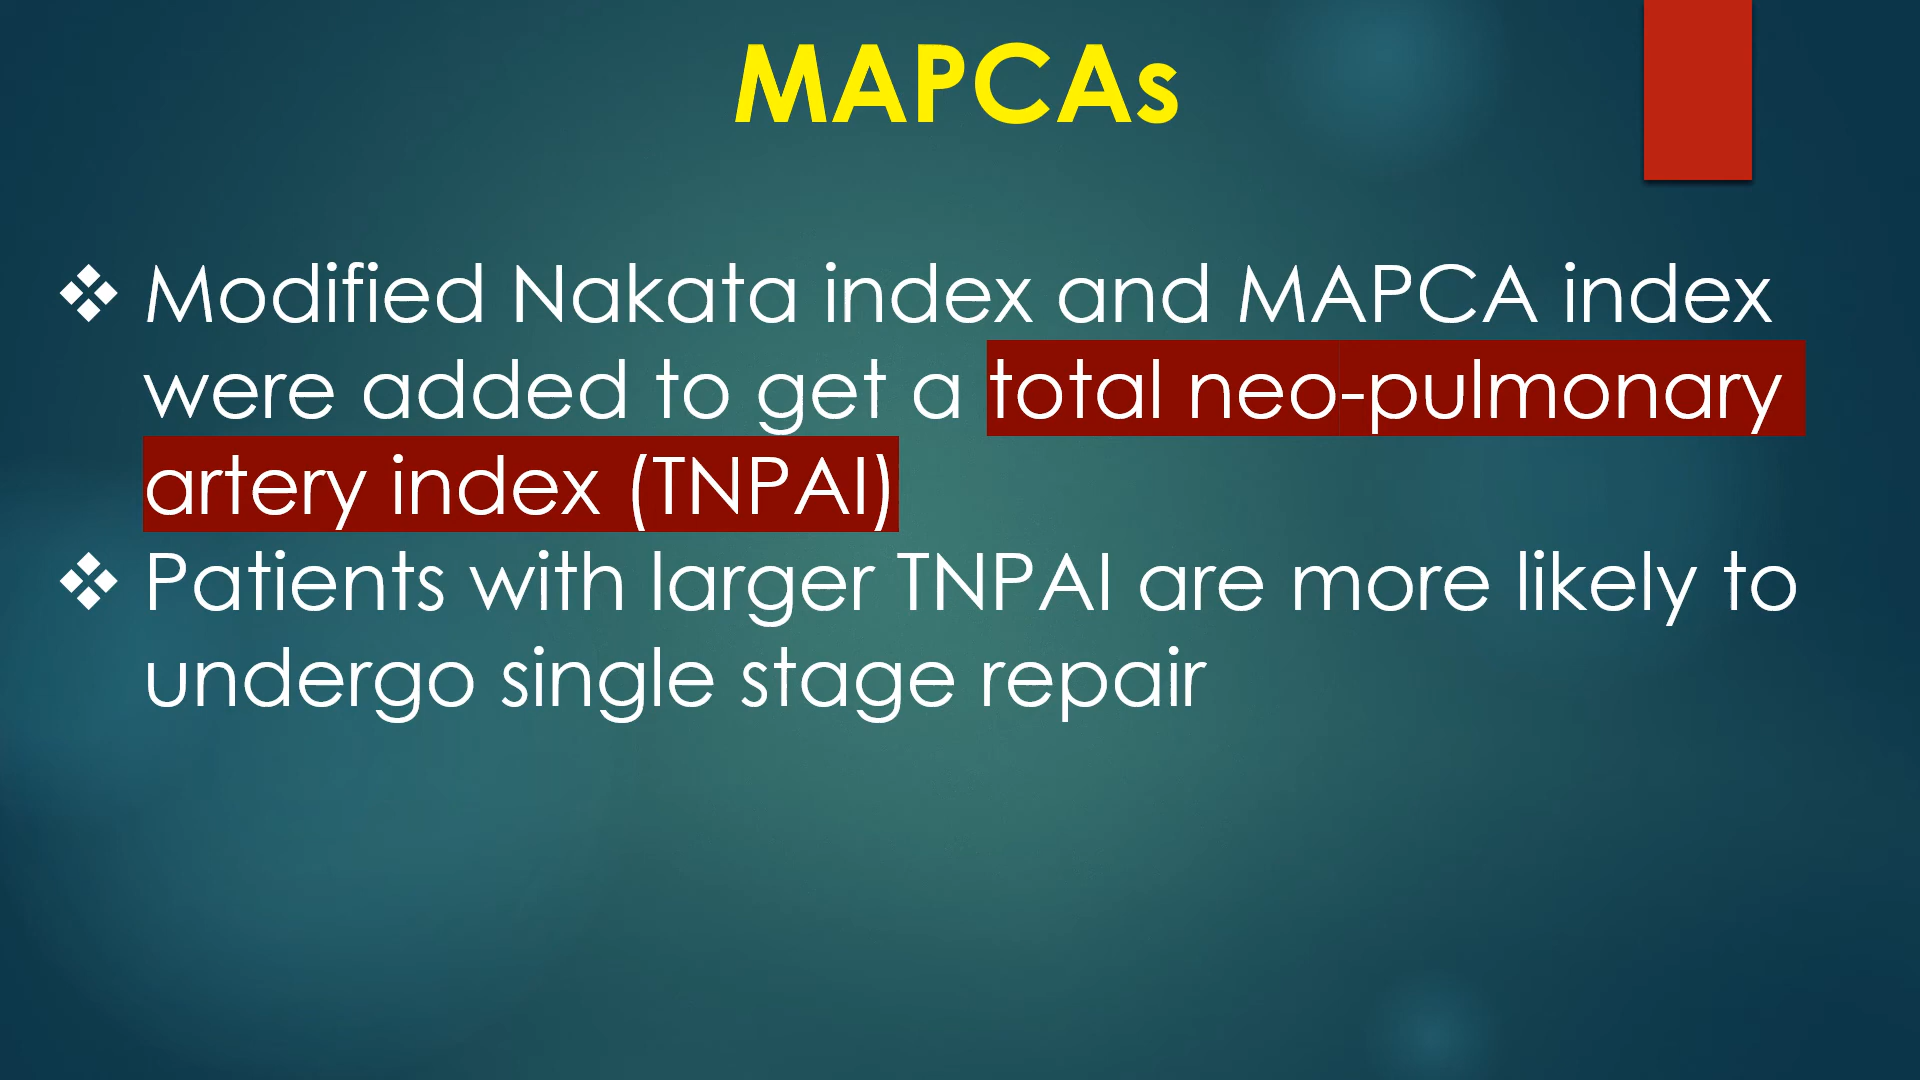 MAPCAs
❖ Modified Nakata index and MAPCA index
were added to get a total neo-pulmonary
artery index (TNPAI)
❖ Patients with larger TNPAI are more likely to
undergo single stage repair